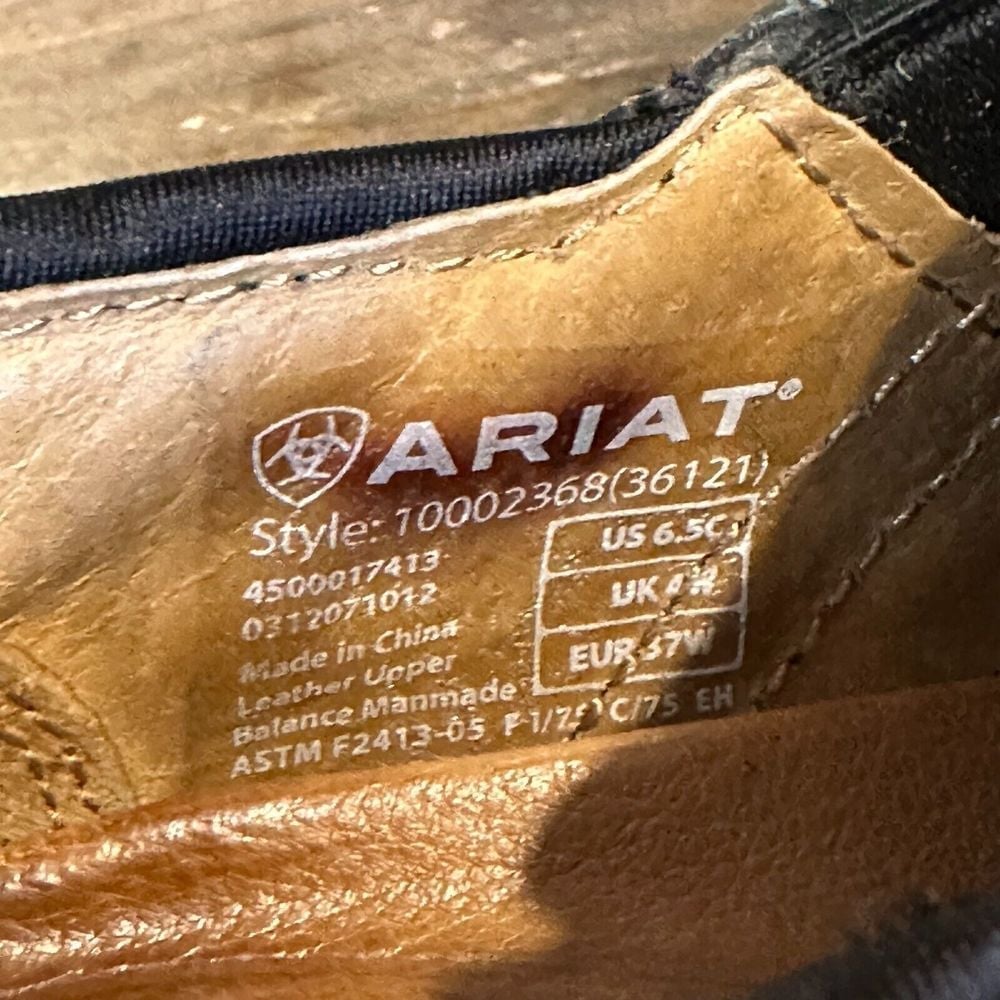 ARIAT®
Style: 10002368(36121)
4500017413
0312071012
Made in China
Leather Upper
Balance Manmade
ASTM F2413-05 F I/75 C/75 EH
US 6.5C
UK 4
EUR 37W